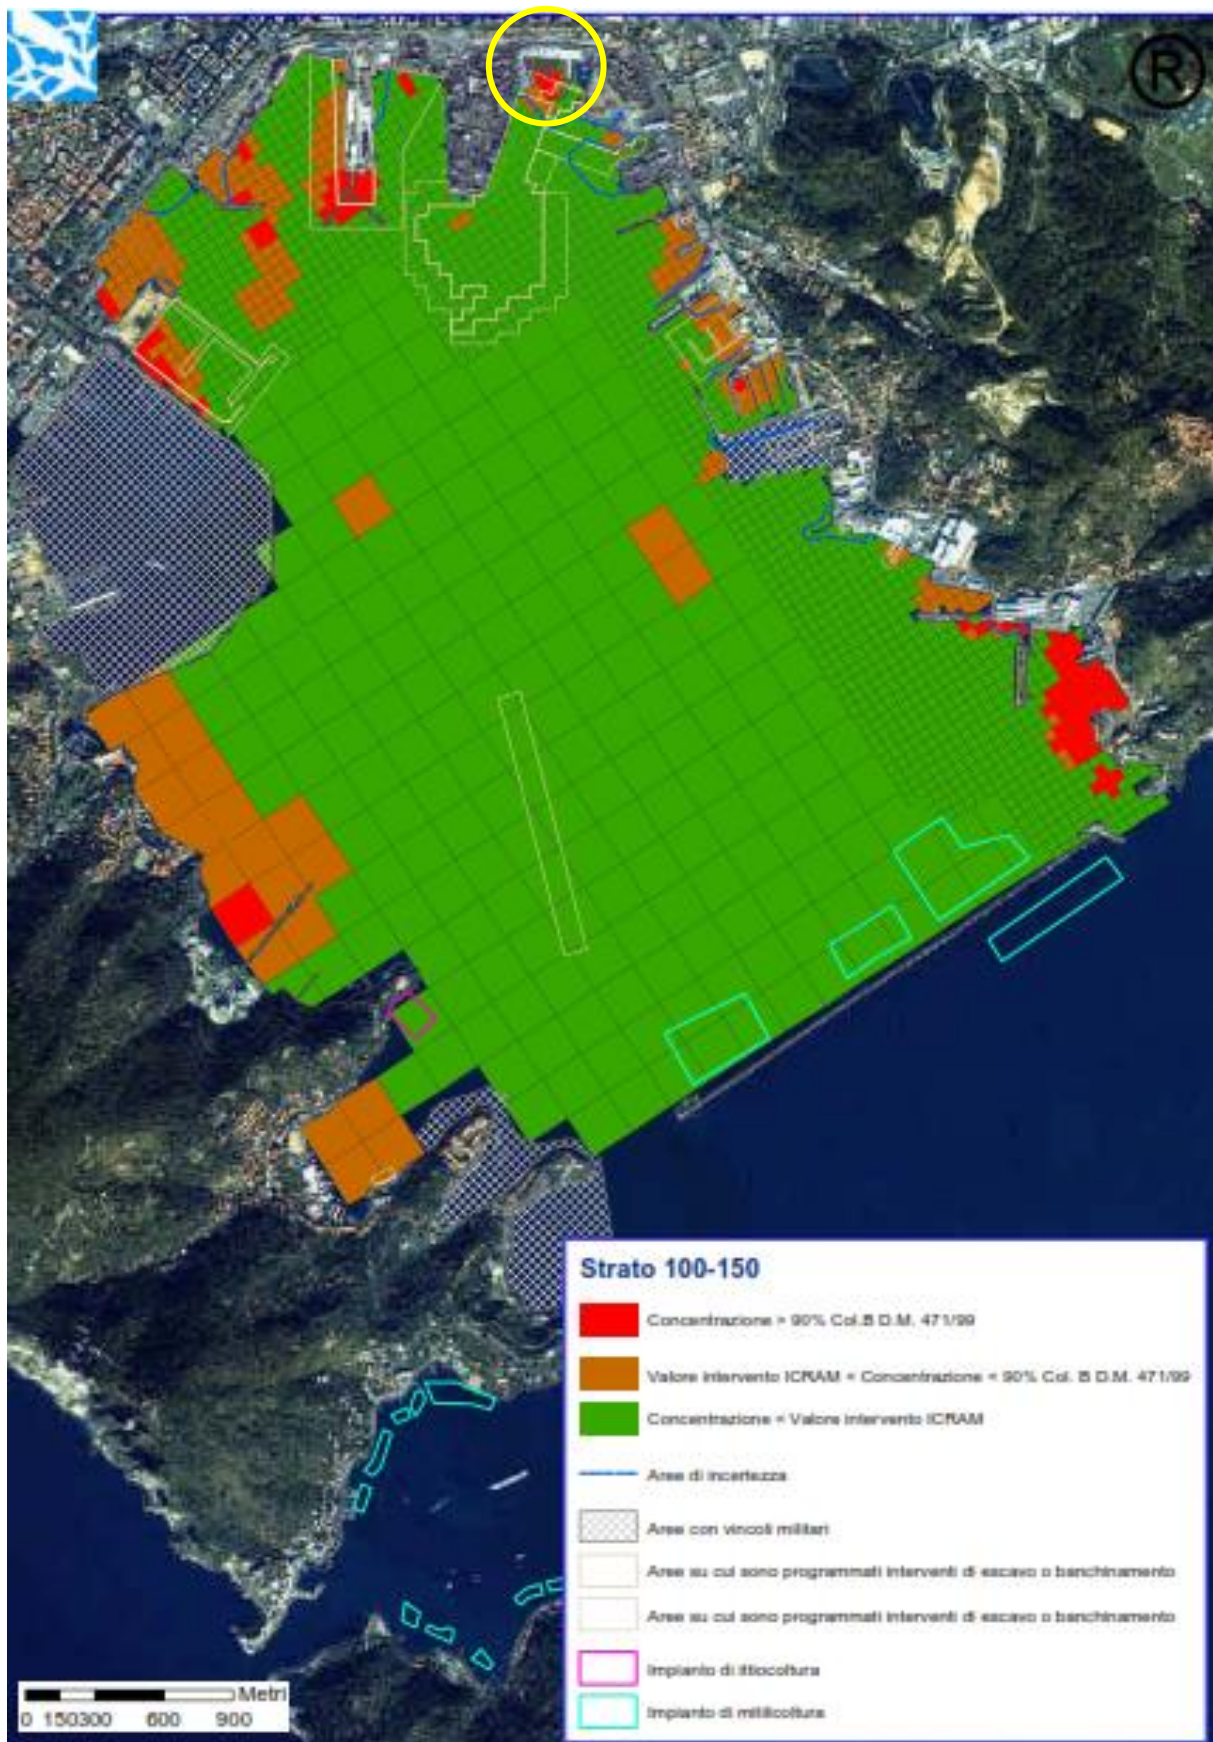 R
Strato 100-150
Concentrazione > 90% Col.B D.M. 471/99
Valore intervento ICRAM < Concentrazione < 90% Col. B D.M. 471/99
Concentrazione < Valore intervento ICRAM
Aree di incertezza
Aree con vincoli militari
Aree su cui sono programmati interventi di escavo o banchinamento
Aree su cui sono programmati interventi di escavo o banchinamento
Impianto di ittiocoltura
Impianto di mitilicoltura
Metri
0 150300 600 900